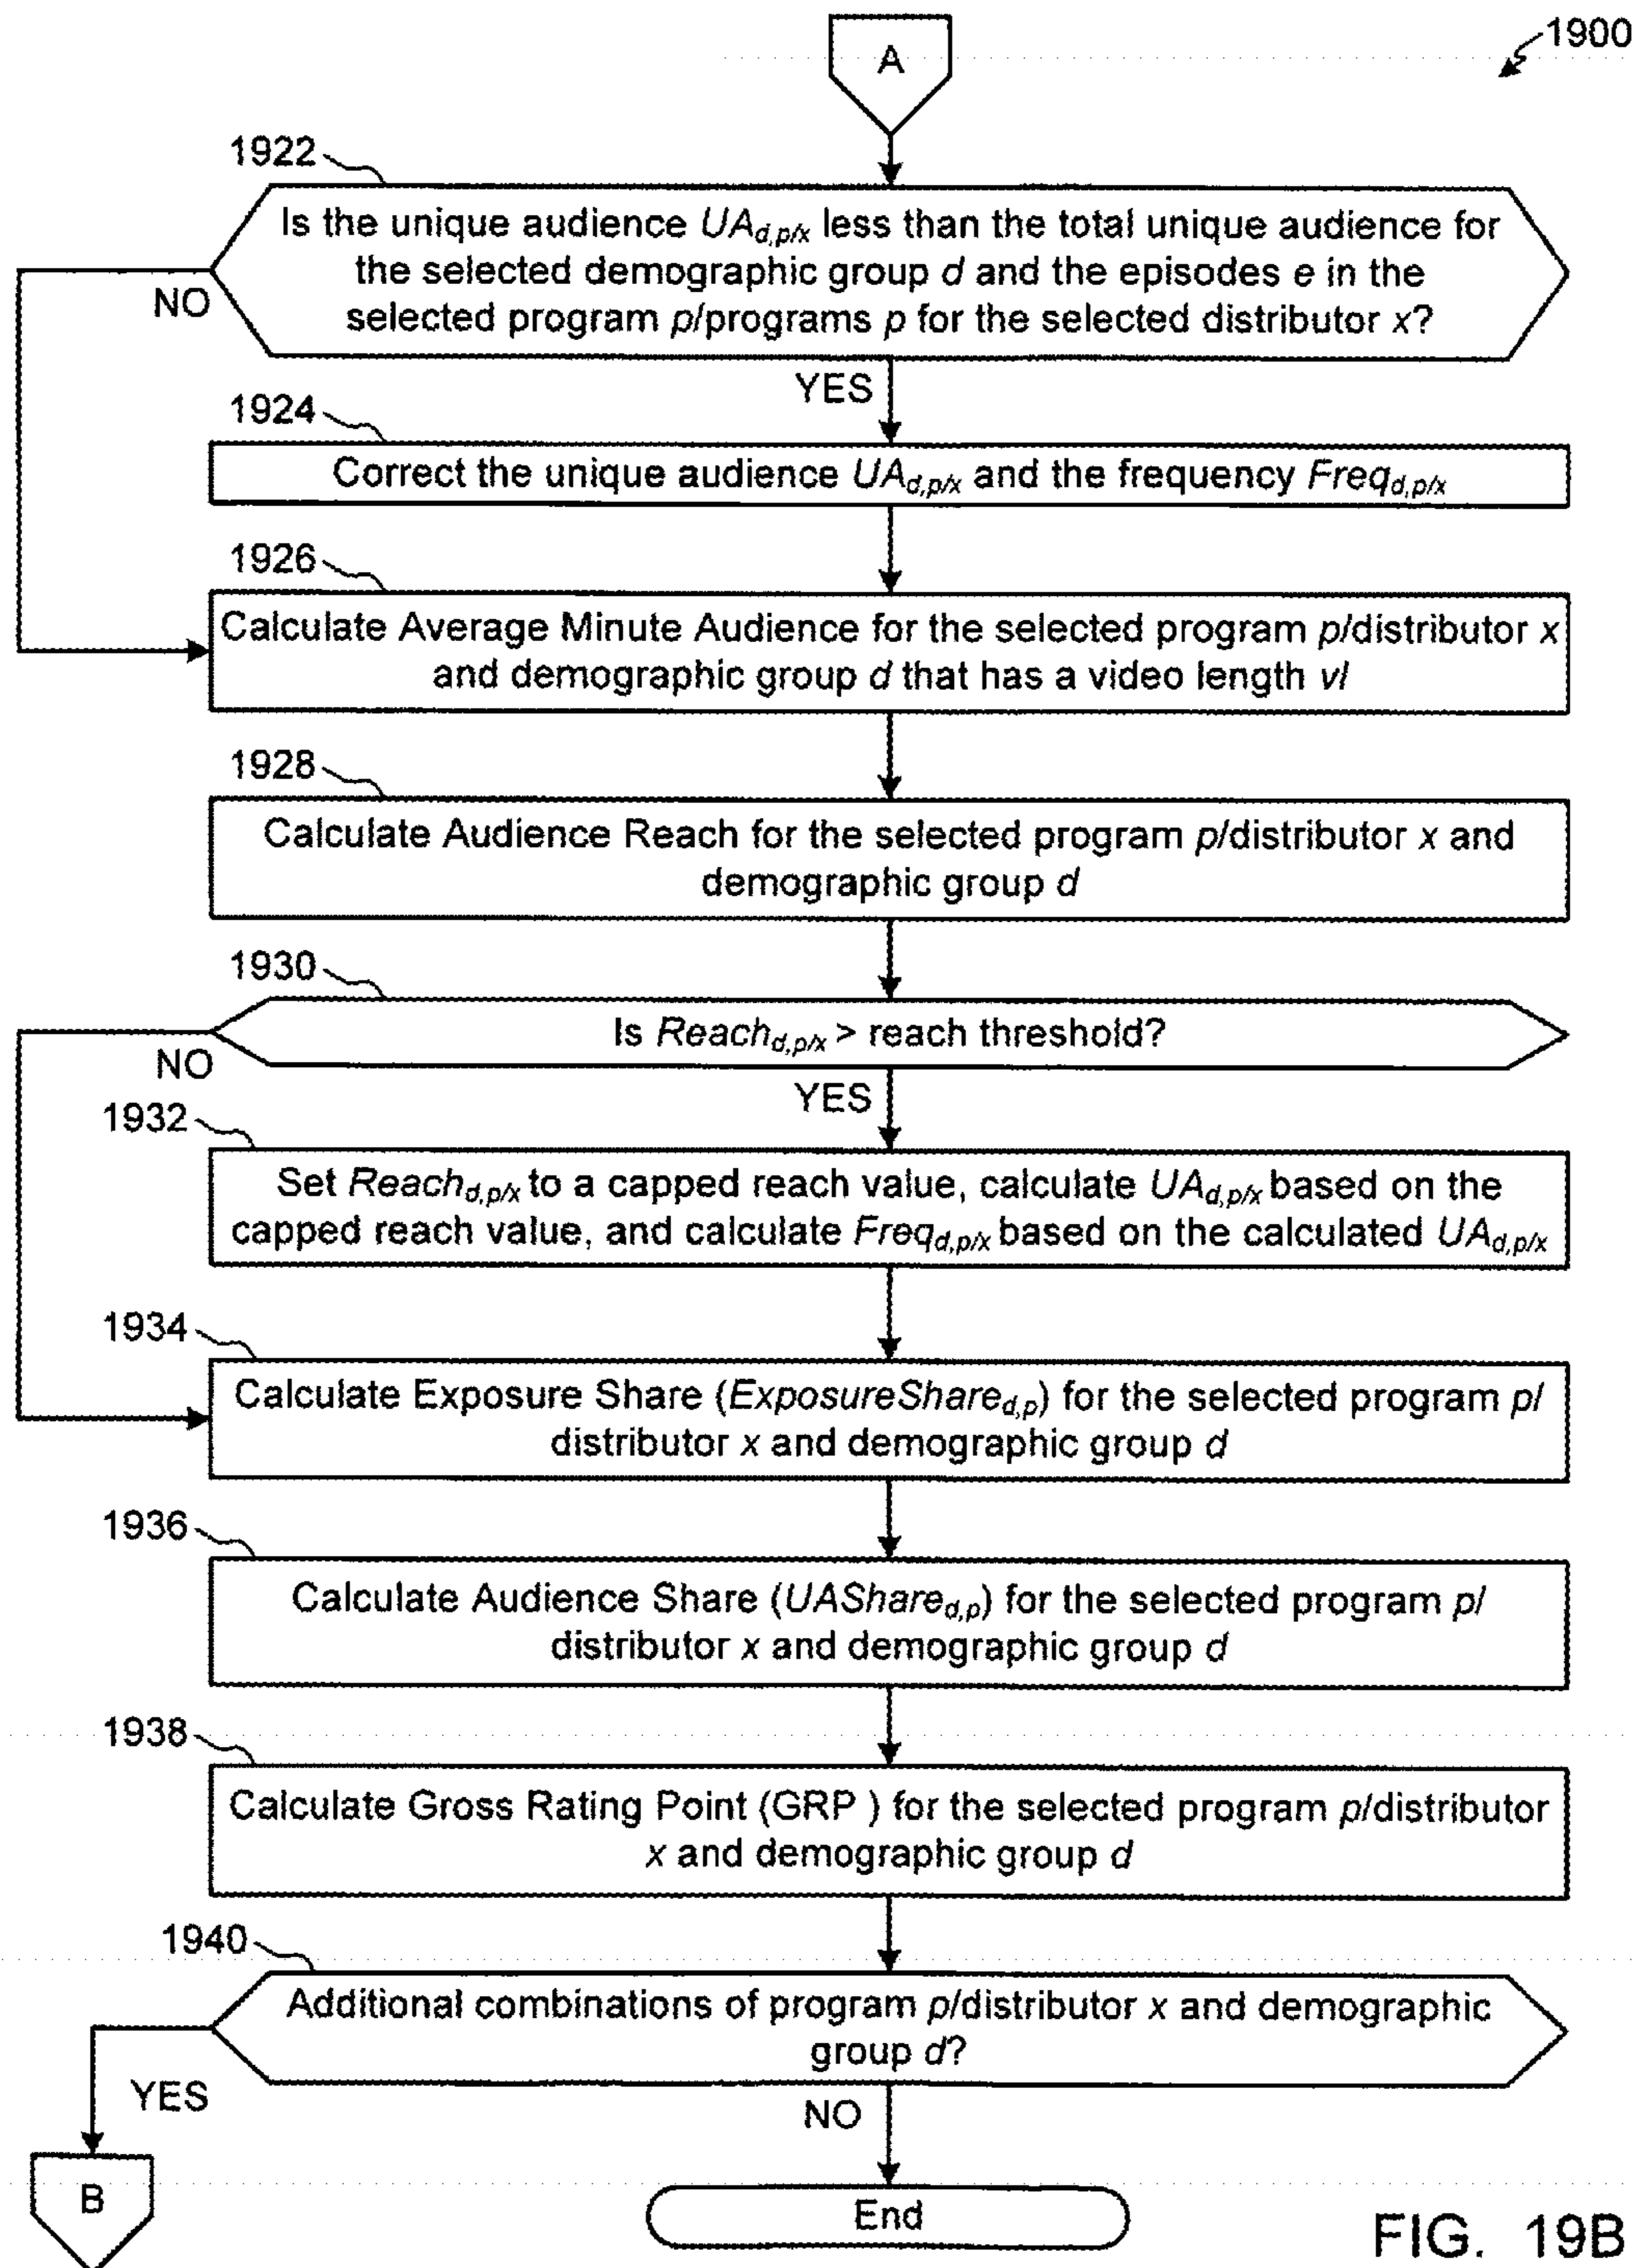 A
1900
1922
Is the unique audience UAd,p/x less than the total unique audience for
the selected demographic group d and the episodes e in the
selected program p/programs p for the selected distributor x?
NO
YES
1924
Correct the unique audience UAd,p/x and the frequency Freqd,p/x
1926
Calculate Average Minute Audience for the selected program p/distributor x
and demographic group d that has a video length vl
1928
Calculate Audience Reach for the selected program p/distributor x and
demographic group d
1930
Is Reachd,p/x > reach threshold?
NO
YES
1932
Set Reachd,p/x to a capped reach value, calculate UAd,p/x based on the
capped reach value, and calculate Freqd,p/x based on the calculated UAd,p/x
1934
Calculate Exposure Share (ExposureShared,p) for the selected program p/
distributor x and demographic group d
1936
Calculate Audience Share (UAShared,p) for the selected program p/
distributor x and demographic group d
1938
Calculate Gross Rating Point (GRP ) for the selected program p/distributor
x and demographic group d
1940
Additional combinations of program p/distributor x and demographic
group d?
YES
NO
B
End
FIG. 19B